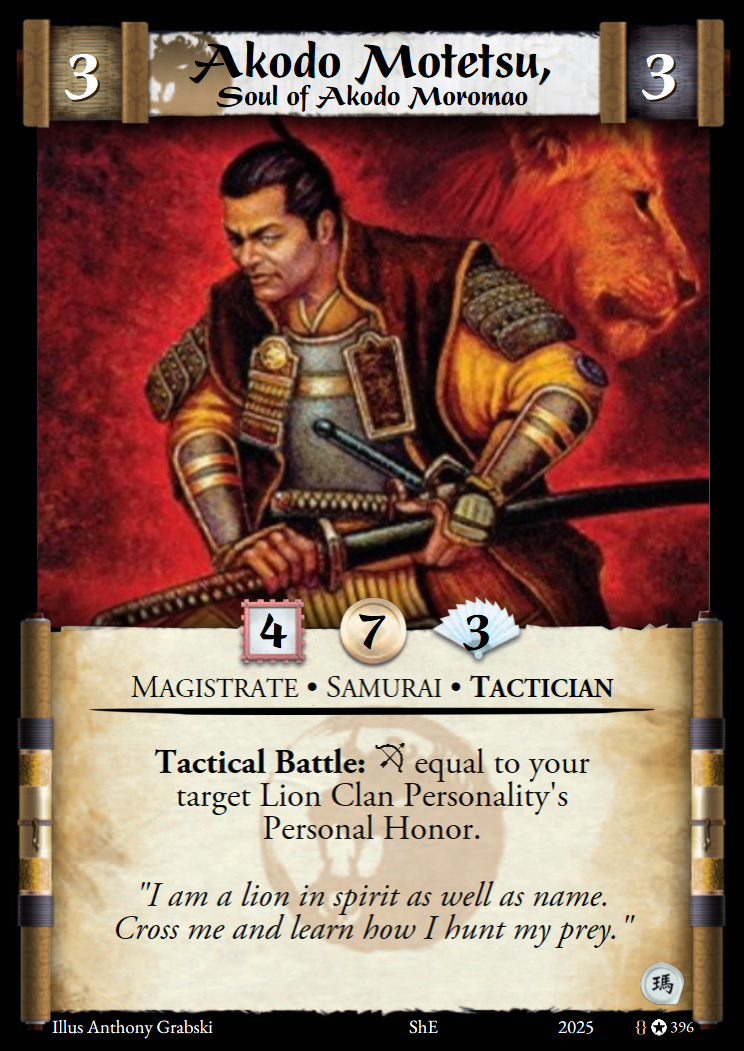 3
Akodo Motetsu,
3
Soul of Akodo Moromao
4 7 3
MAGISTRATE • SAMURAI • TACTICIAN
Tactical Battle: equal to your
target Lion Clan Personality's
Personal Honor.
"I am a lion in spirit as well as name.
Cross me and learn how I hunt my prey."
瑪
Illus Anthony Grabski ShE 2025 {} ✪ 396